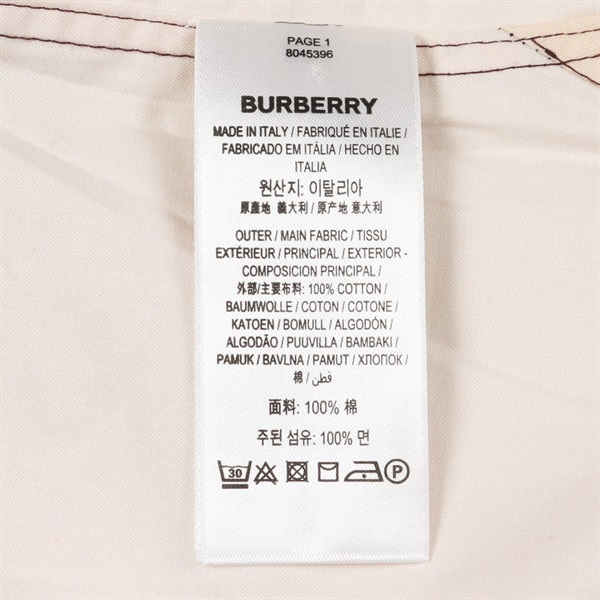 PAGE 1
8045396
BURBERRY
MADE IN ITALY / FABRIQUÉ EN ITALIE /
FABRICADO EM ITÁLIA / HECHO EN
ITALIA
원산지: 이탈리아
原產地 義大利 / 原产地 意大利
OUTER / MAIN FABRIC / TISSU
EXTÉRIEUR / PRINCIPAL / EXTERIOR -
COMPOSICION PRINCIPAL /
外部/主要布料: 100% COTTON /
BAUMWOLLE / COTON / COTONE /
KATOEN / BOMULL / ALGODÓN /
ALGODÃO / PUUVILLA / BAMBAKI /
PAMUK / BAVLNA / PAMUT / ХЛОПОК /
棉 / قطن /
面料: 100% 棉
주된 섬유: 100% 면
30 P